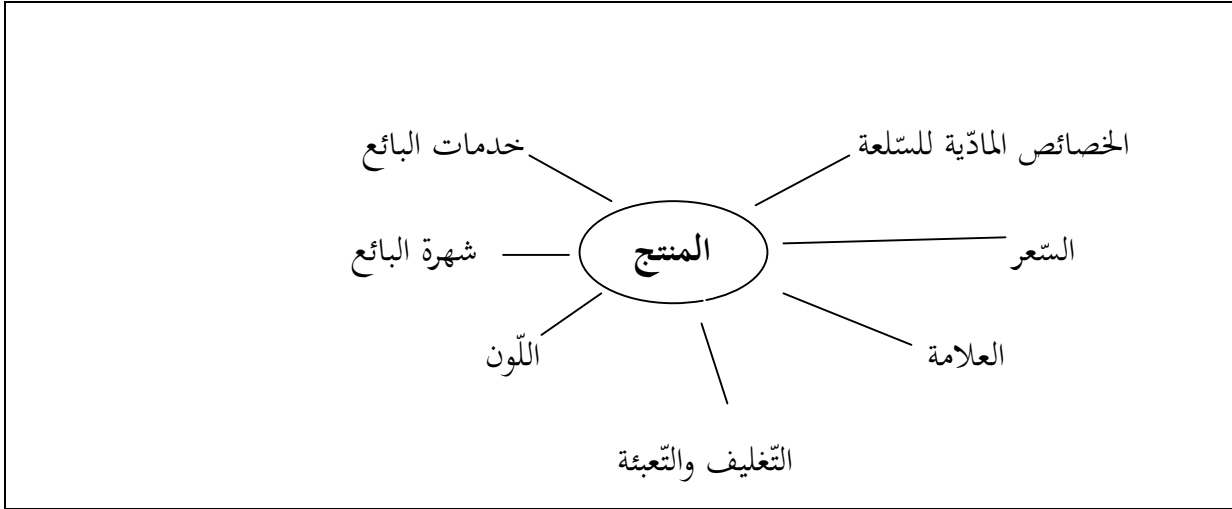 الخصائص المادّية للسّلعة
خدمات البائع
السّعر
المنتج
شهرة البائع
العلامة
اللّون
التّغليف والتّعبئة